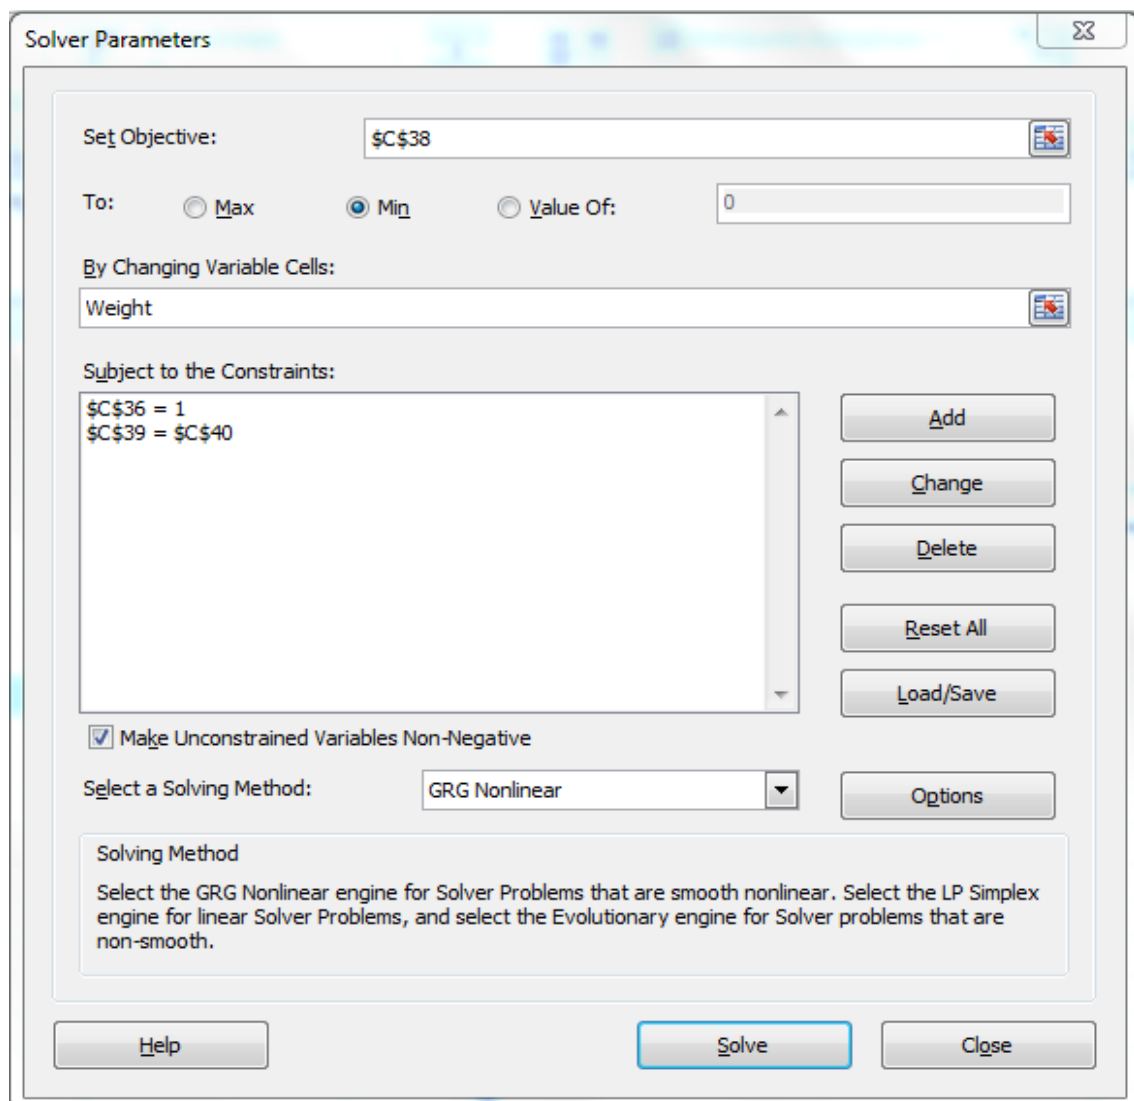 Solver Parameters
Set Objective: $C$38
To: Max Min Value Of: 0
By Changing Variable Cells:
Weight
Subject to the Constraints:
$C$36 = 1
$C$39 = $C$40
Add
Change
Delete
Reset All
Load/Save
Make Unconstrained Variables Non-Negative
Select a Solving Method: GRG Nonlinear Options
Solving Method
Select the GRG Nonlinear engine for Solver Problems that are smooth nonlinear. Select the LP Simplex
engine for linear Solver Problems, and select the Evolutionary engine for Solver problems that are
non-smooth.
Help Solve Close